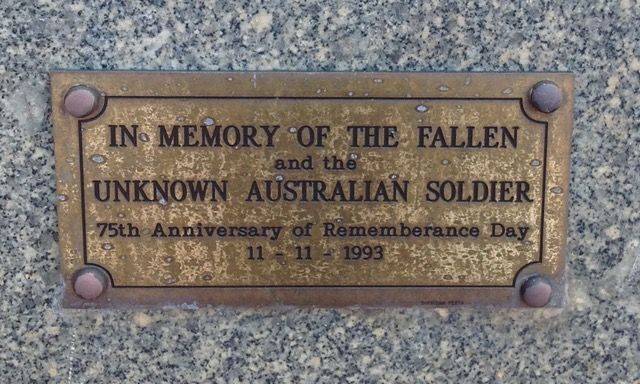 IN MEMORY OF THE FALLEN
and the
UNKNOWN AUSTRALIAN SOLDIER
75th Anniversary of Rememberance Day
11 - 11 - 1993